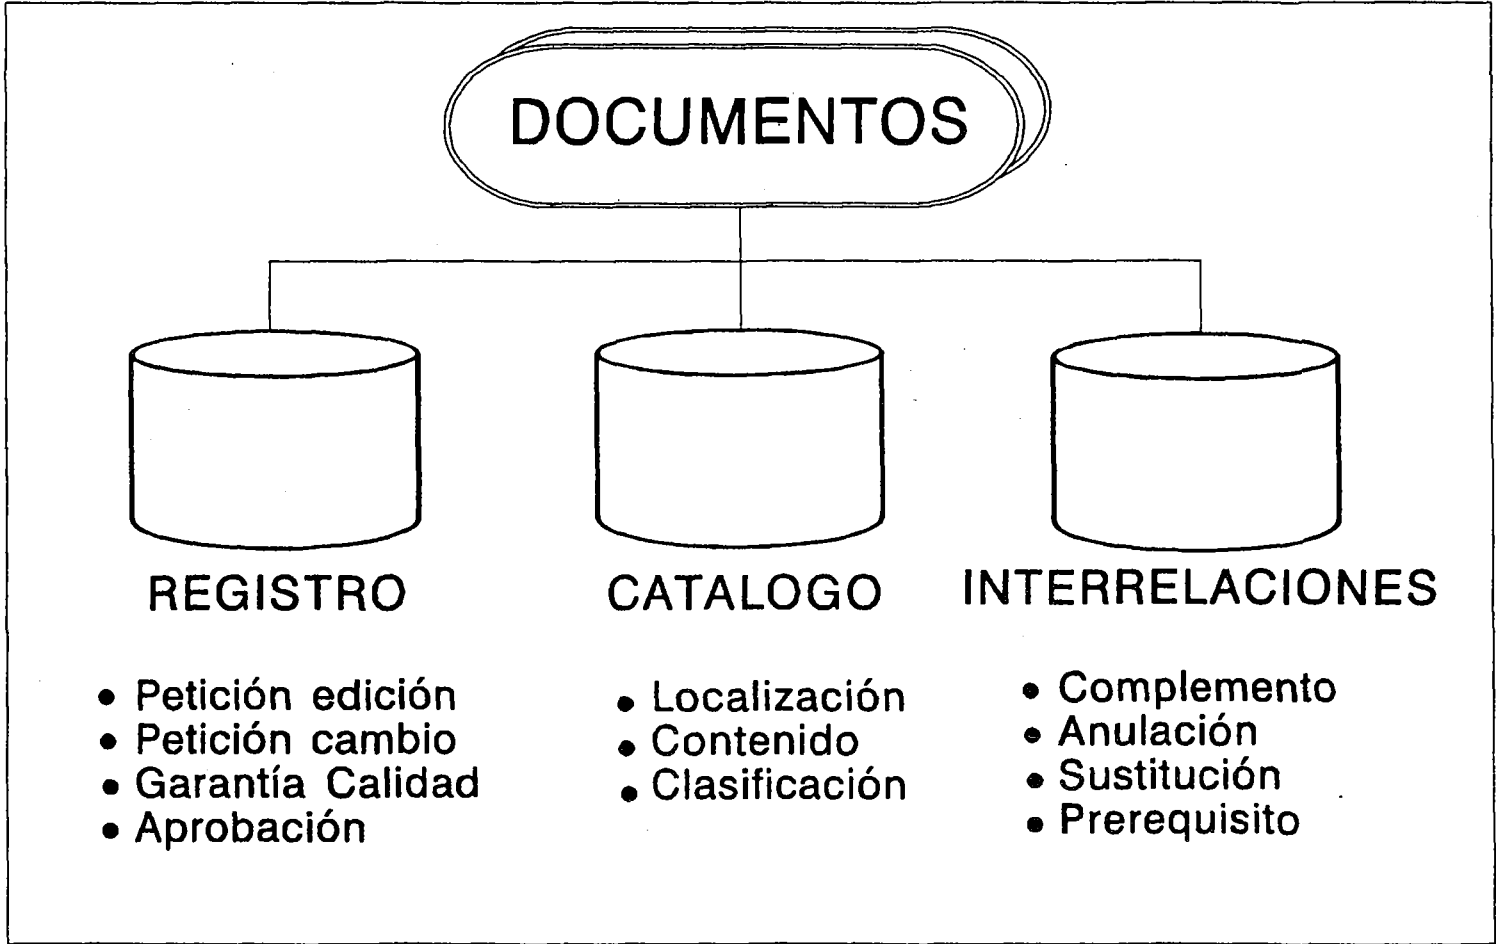 DOCUMENTOS
REGISTRO
• Petición edición
• Petición cambio
• Garantía Calidad
• Aprobación
CATALOGO
• Localización
• Contenido
• Clasificación
INTERRELACIONES
• Complemento
• Anulación
• Sustitución
• Prerequisito